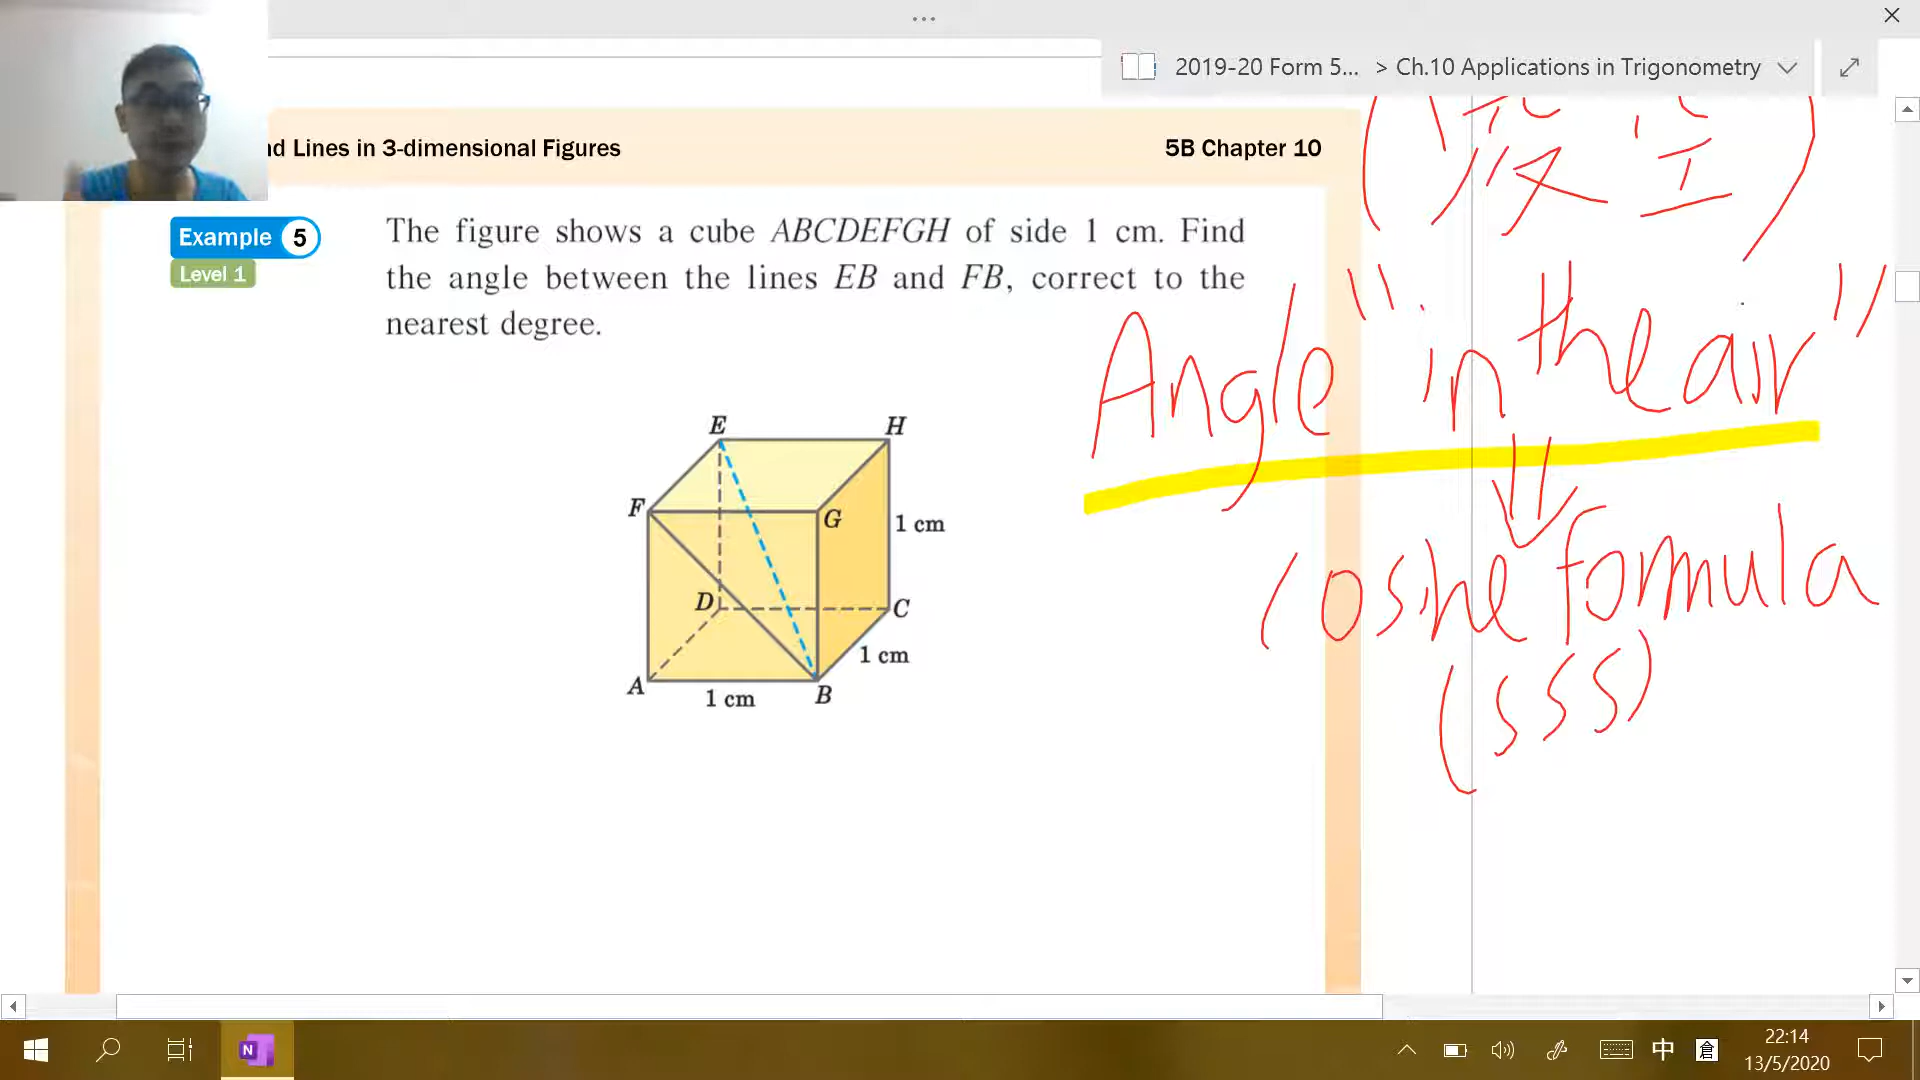 ...
2019-20 Form 5... > Ch.10 Applications in Trigonometry
nd Lines in 3-dimensional Figures
5B Chapter 10
Example 5
Level 1
The figure shows a cube ABCDEFGH of side 1 cm. Find
the angle between the lines EB and FB, correct to the
nearest degree.
Angle "in the air"
cosine formula
(sss)
E H
F G
1 cm
D C
1 cm
A B
1 cm
N
中 倉
22:14
13/5/2020